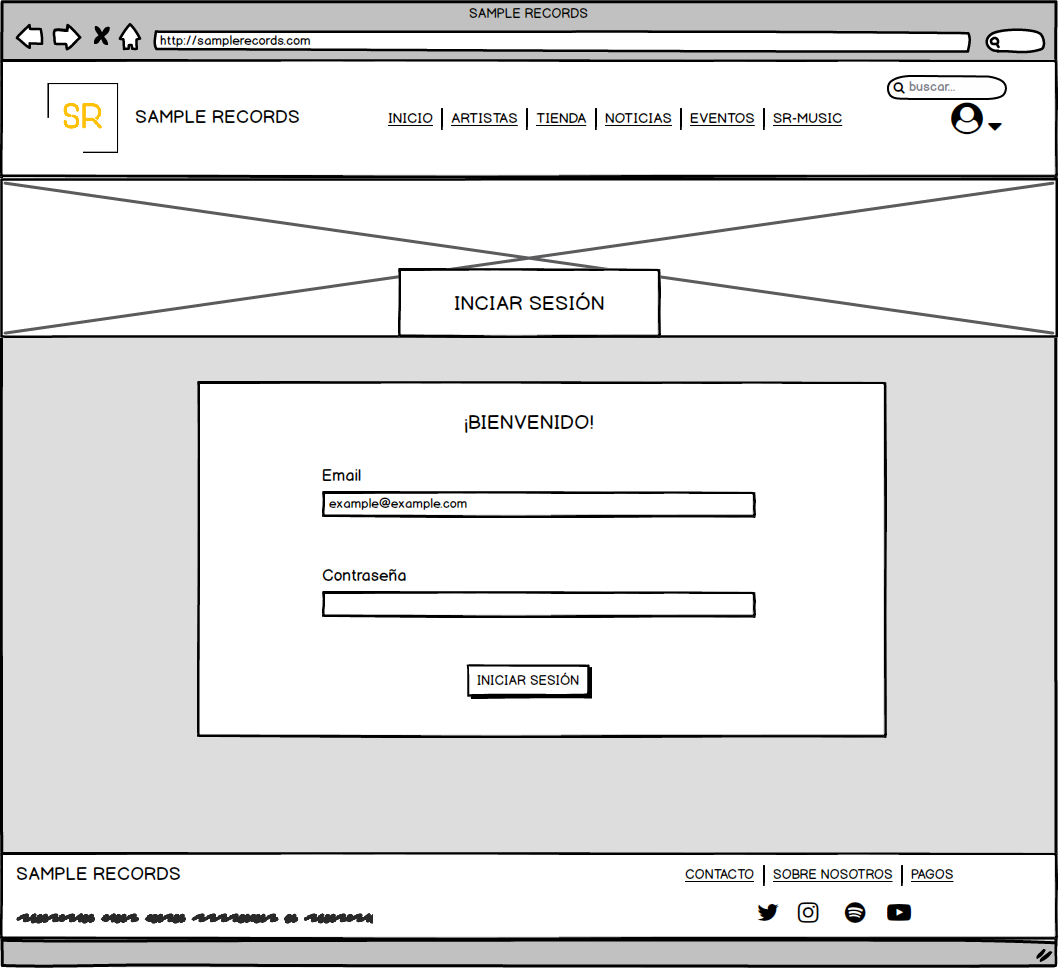 SAMPLE RECORDS
http://samplerecords.com
buscar...
SR
SAMPLE RECORDS
INICIO ARTISTAS TIENDA NOTICIAS EVENTOS SR-MUSIC
INCIAR SESIÓN
¡BIENVENIDO!
Email
example@example.com
Contraseña
INICIAR SESIÓN
SAMPLE RECORDS
CONTACTO SOBRE NOSOTROS PAGOS